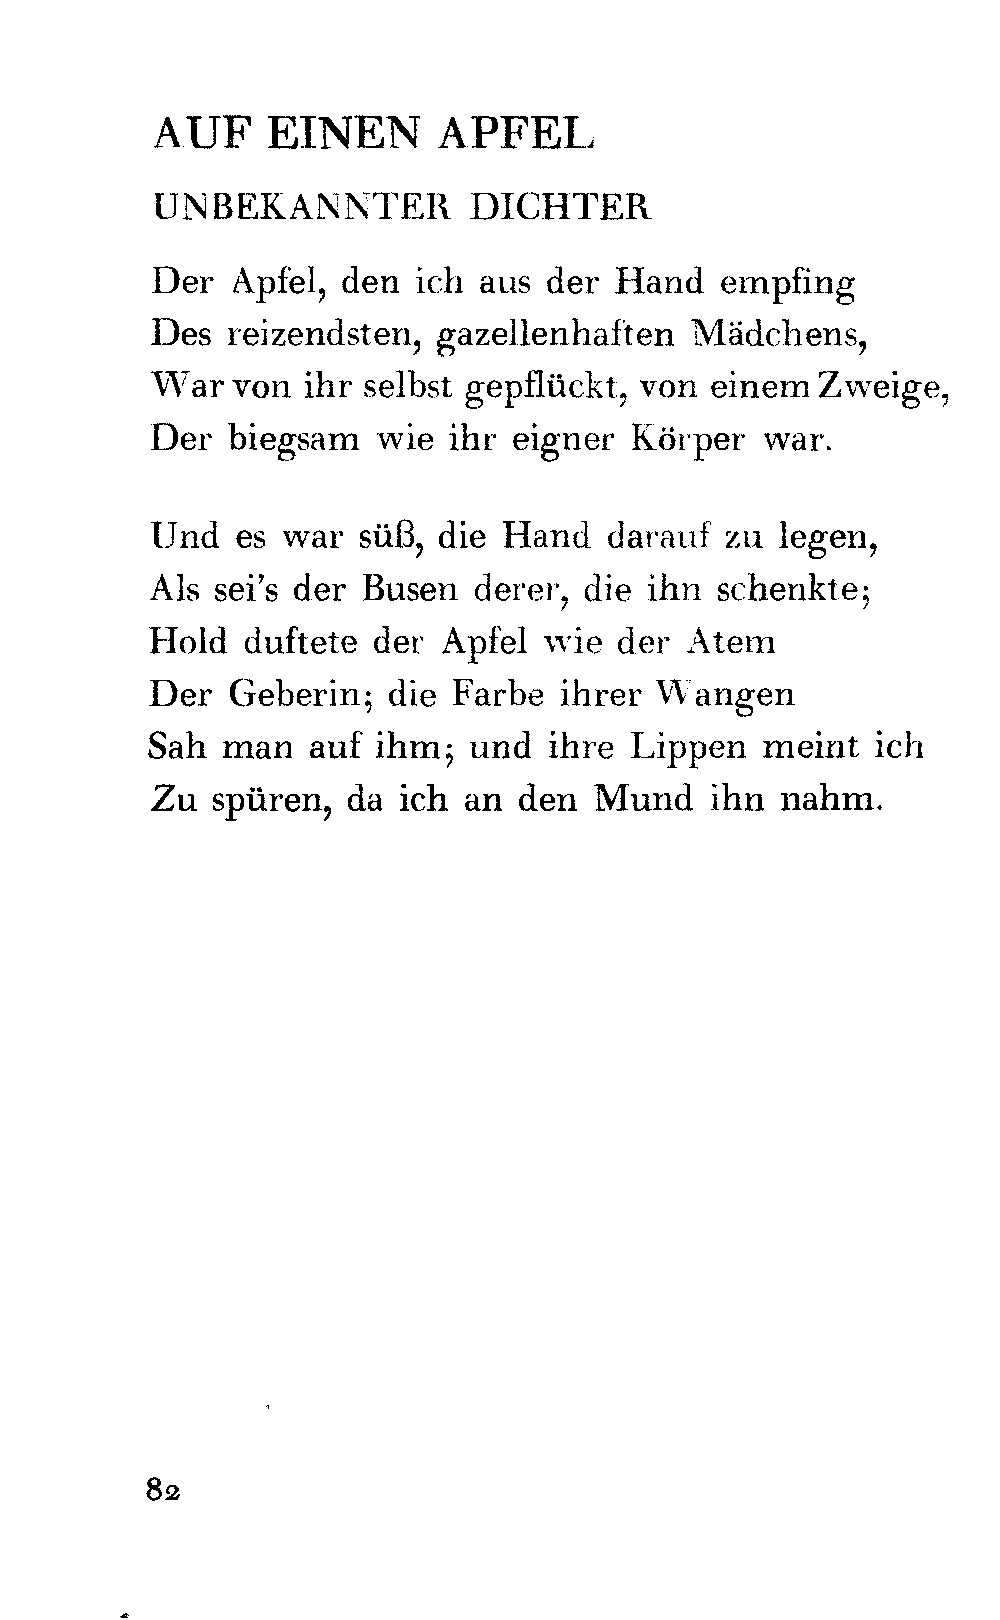 AUF EINEN APFEL
UNBEKANNTER DICHTER
Der Apfel, den ich aus der Hand empfing
Des reizendsten, gazellenhaften Mädchens,
War von ihr selbst gepflückt, von einem Zweige,
Der biegsam wie ihr eigner Körper war.
Und es war süß, die Hand darauf zu legen,
Als sei's der Busen derer, die ihn schenkte;
Hold duftete der Apfel wie der Atem
Der Geberin; die Farbe ihrer Wangen
Sah man auf ihm; und ihre Lippen meint ich
Zu spüren, da ich an den Mund ihn nahm.
82